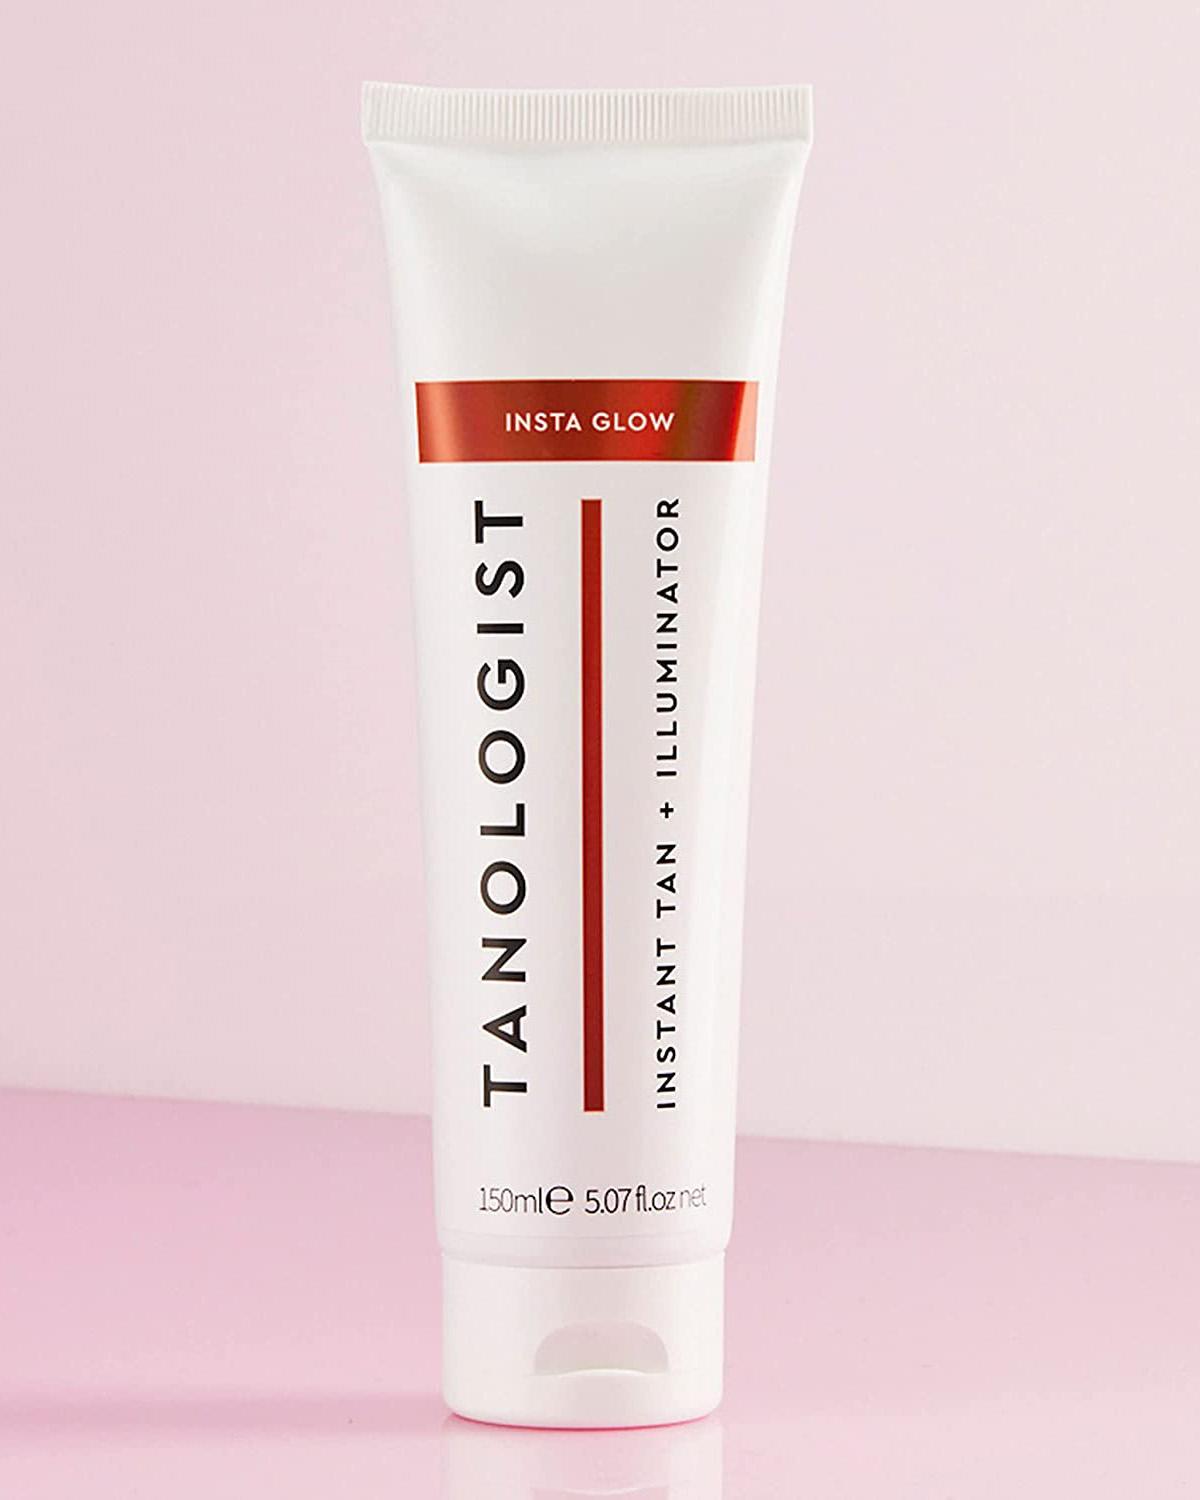 INSTA GLOW
TANOLOGIST
INSTANT TAN + ILLUMINATOR
150ml℮ 5.07 fl.oz net